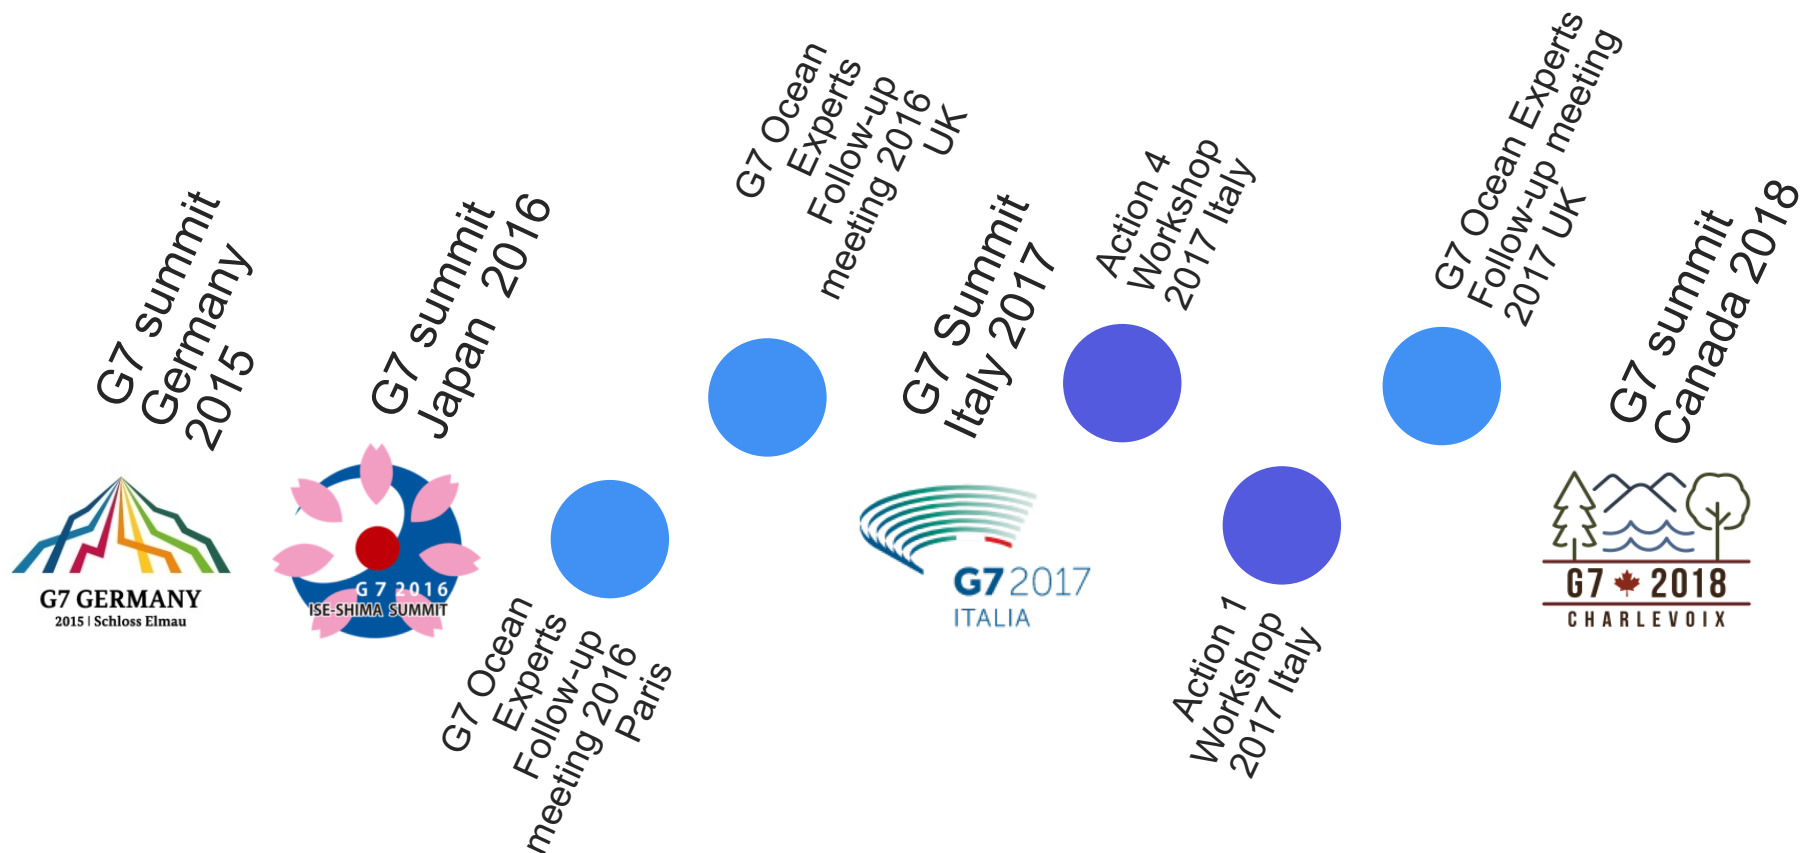 G7 summit
Germany
2015
G7 GERMANY
2015 | Schloss Elmau
G7 summit
Japan 2016
G 7 2016
ISE-SHIMA SUMMIT
G7 Ocean
Experts
Follow-up
meeting 2016
Paris
G7 Ocean
Experts
Follow-up
meeting 2016
UK
G7 Summit
Italy 2017
G7 2017
ITALIA
Action 4
Workshop
2017 Italy
Action 1
Workshop
2017 Italy
G7 Ocean Experts
Follow-up meeting
2017 UK
G7 summit
Canada 2018
G7 2018
CHARLEVOIX